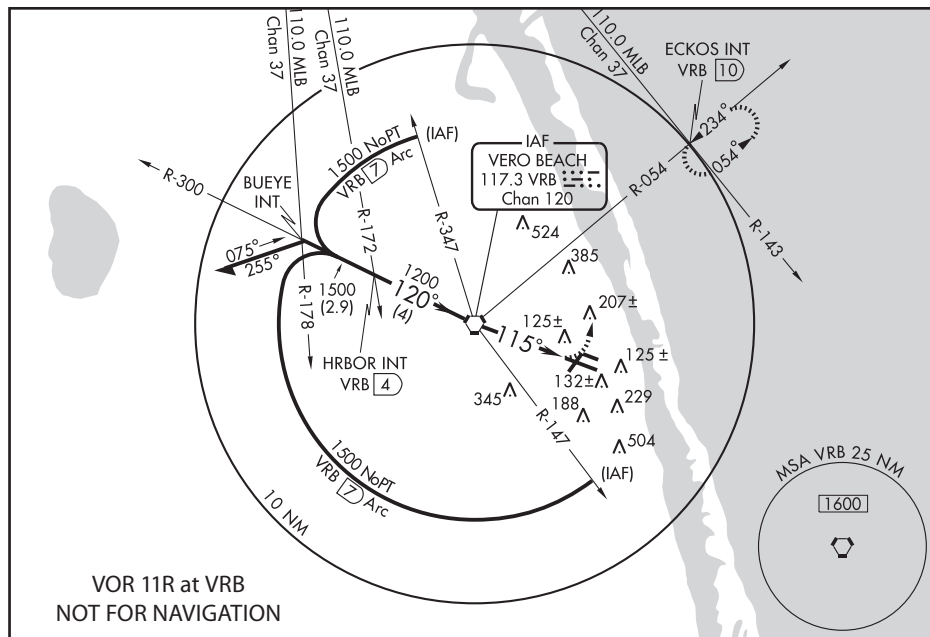 110.0 MLB
Chan 37
110.0 MLB
Chan 37
110.0 MLB
Chan 37
ECKOS INT
VRB 10
234°
054°
R-054
R-143
1500 NoPT
VRB 7 Arc
(IAF)
IAF
VERO BEACH
117.3 VRB
Chan 120
R-300
BUEYE
INT
R-172
R-347
524
385
075°
255°
1500
(2.9)
1200
120°
(4)
R-178
115°
207±
125±
125 ±
132±
HRBOR INT
VRB 4
345
188
229
R-147
504
1500 NoPT
VRB 7 Arc
(IAF)
10 NM
MSA VRB 25 NM
1600
VOR 11R at VRB
NOT FOR NAVIGATION